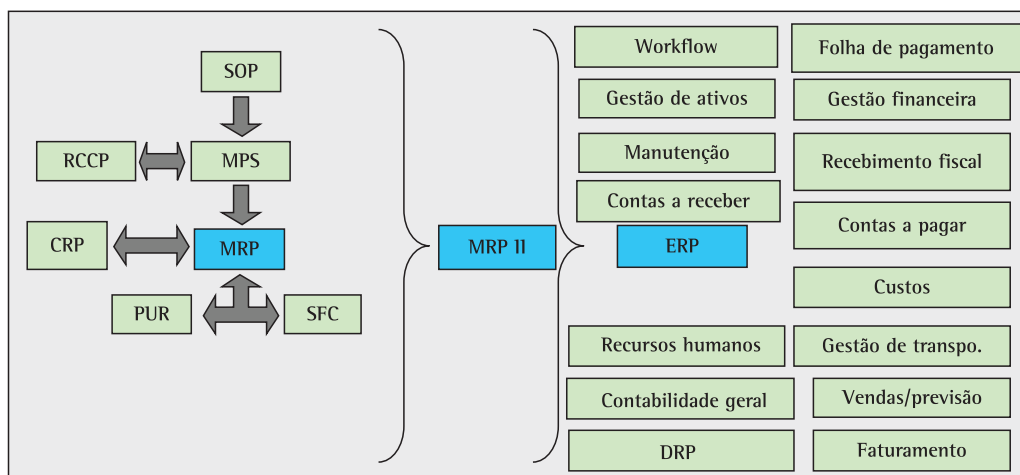 SOP
RCCP
MPS
CRP
MRP
PUR
SFC
MRP II
Workflow
Folha de pagamento
Gestão de ativos
Gestão financeira
Manutenção
Recebimento fiscal
Contas a receber
Contas a pagar
ERP
Custos
Recursos humanos
Gestão de transpo.
Contabilidade geral
Vendas/previsão
DRP
Faturamento